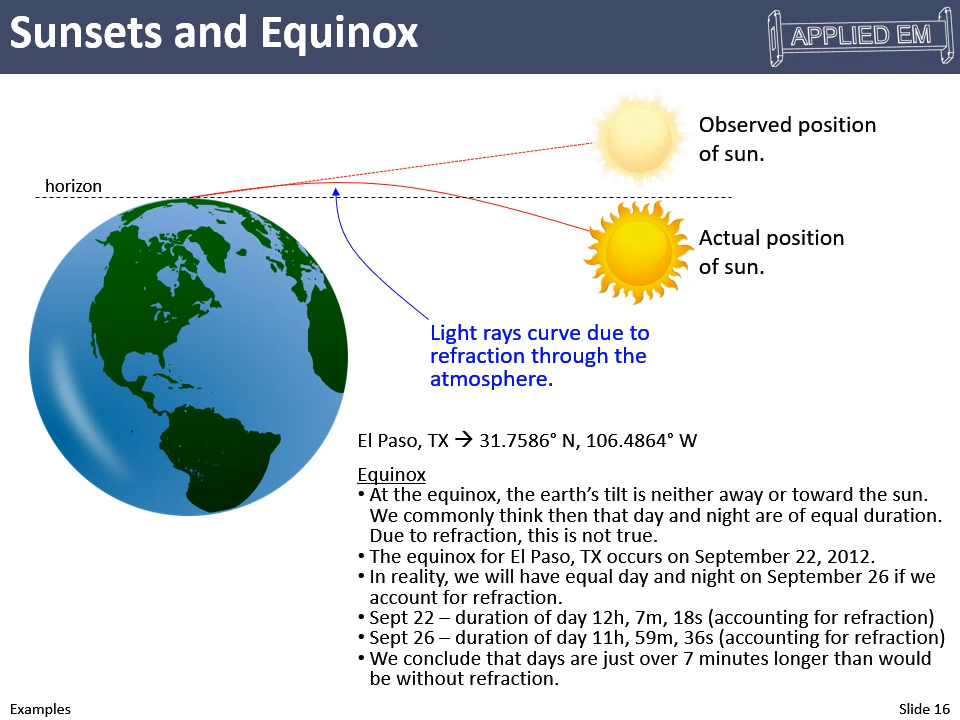 Sunsets and Equinox
APPLIED EM
Observed position
of sun.
horizon
Actual position
of sun.
Light rays curve due to
refraction through the
atmosphere.
El Paso, TX → 31.7586° N, 106.4864° W
Equinox
• At the equinox, the earth's tilt is neither away or toward the sun.
We commonly think then that day and night are of equal duration.
Due to refraction, this is not true.
• The equinox for El Paso, TX occurs on September 22, 2012.
• In reality, we will have equal day and night on September 26 if we
account for refraction.
• Sept 22 – duration of day 12h, 7m, 18s (accounting for refraction)
• Sept 26 – duration of day 11h, 59m, 36s (accounting for refraction)
• We conclude that days are just over 7 minutes longer than would
be without refraction.
Examples
Slide 16